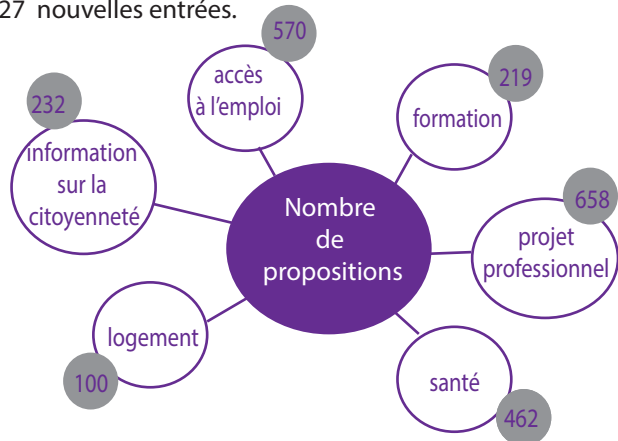 27 nouvelles entrées.
570
accès
à l'emploi
219
formation
232
information
sur la
citoyenneté
Nombre
de
propositions
658
projet
professionnel
logement
100
santé
462